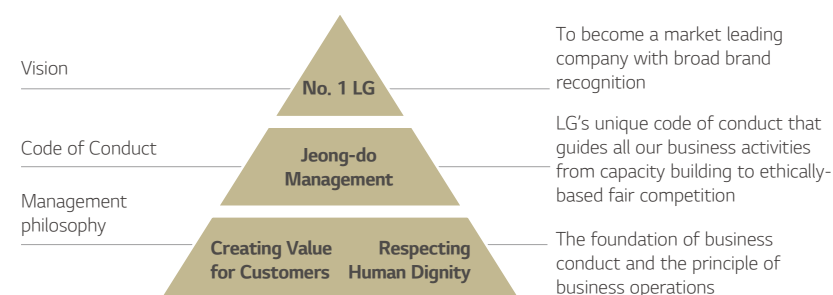 Vision
No. 1 LG
To become a market leading
company with broad brand
recognition
Code of Conduct
Jeong-do
Management
LG’s unique code of conduct that
guides all our business activities
from capacity building to ethically-
based fair competition
Management
philosophy
Creating Value
for Customers
Respecting
Human Dignity
The foundation of business
conduct and the principle of
business operations